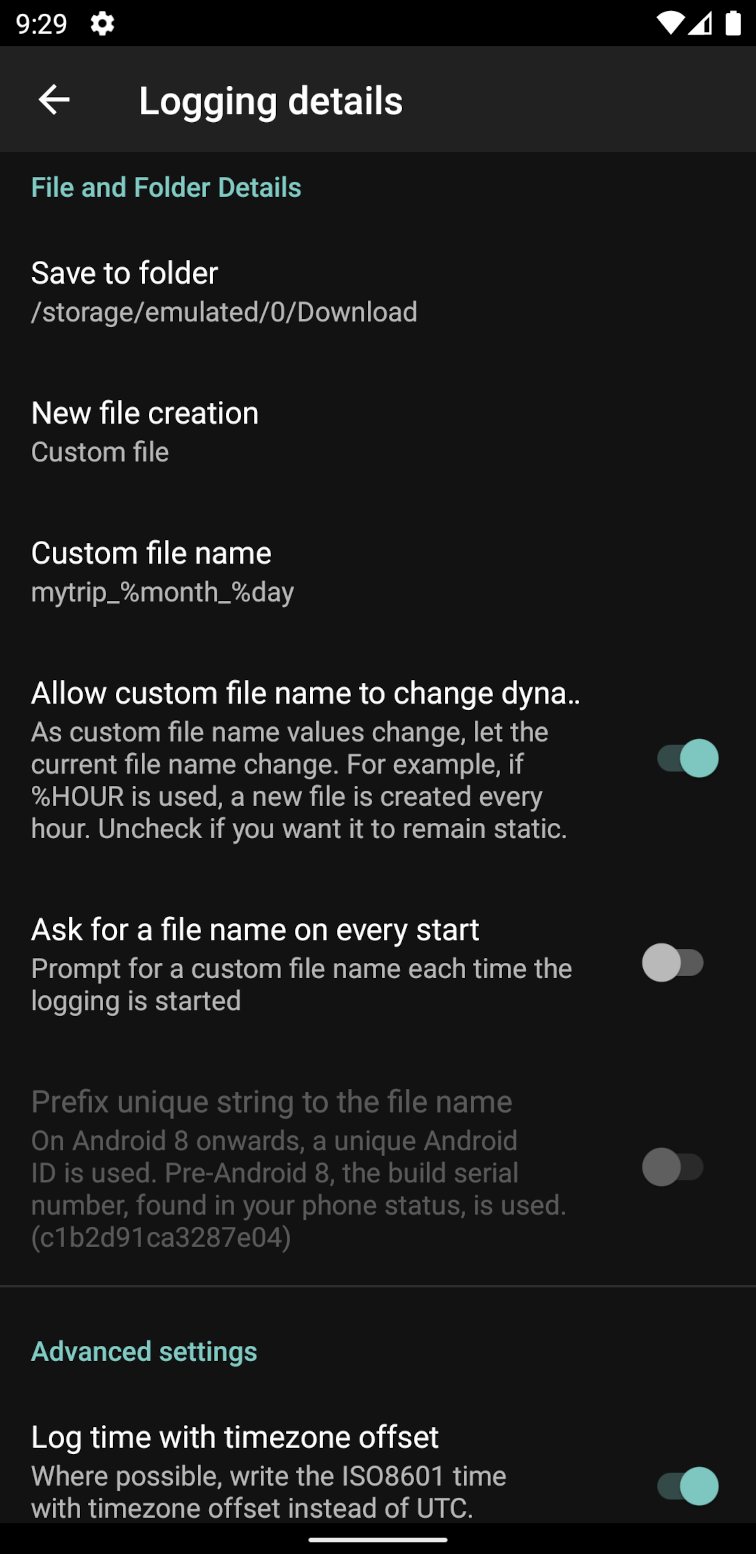 9:29
Logging details
File and Folder Details
Save to folder
/storage/emulated/0/Download
New file creation
Custom file
Custom file name
mytrip_%month_%day
Allow custom file name to change dyna..
As custom file name values change, let the
current file name change. For example, if
%HOUR is used, a new file is created every
hour. Uncheck if you want it to remain static.
Ask for a file name on every start
Prompt for a custom file name each time the
logging is started
Prefix unique string to the file name
On Android 8 onwards, a unique Android
ID is used. Pre-Android 8, the build serial
number, found in your phone status, is used.
(c1b2d91ca3287e04)
Advanced settings
Log time with timezone offset
Where possible, write the ISO8601 time
with timezone offset instead of UTC.